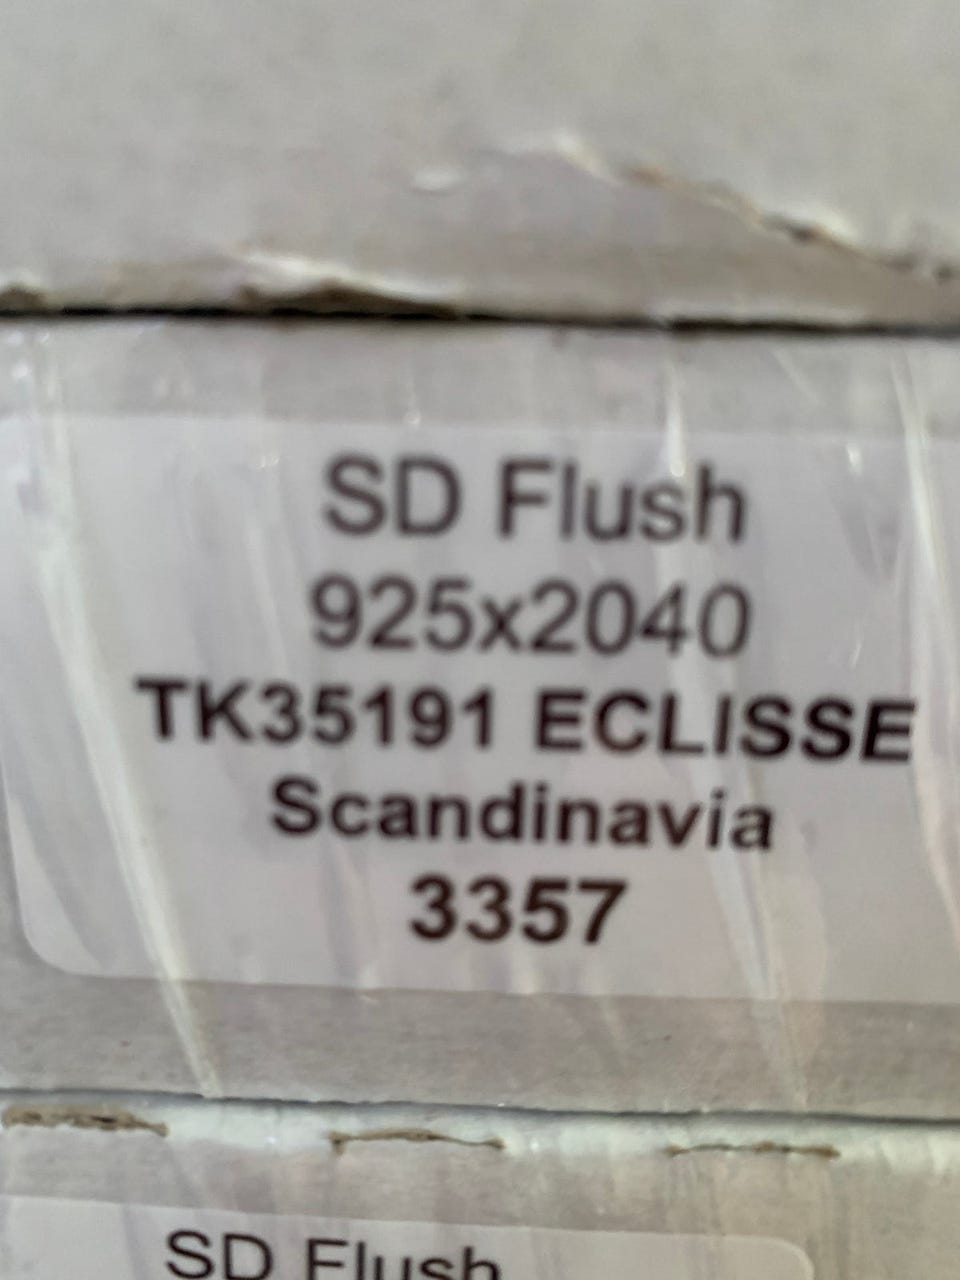 SD Flush
925x2040
TK35191 ECLISSE
Scandinavia
3357
SD Flush